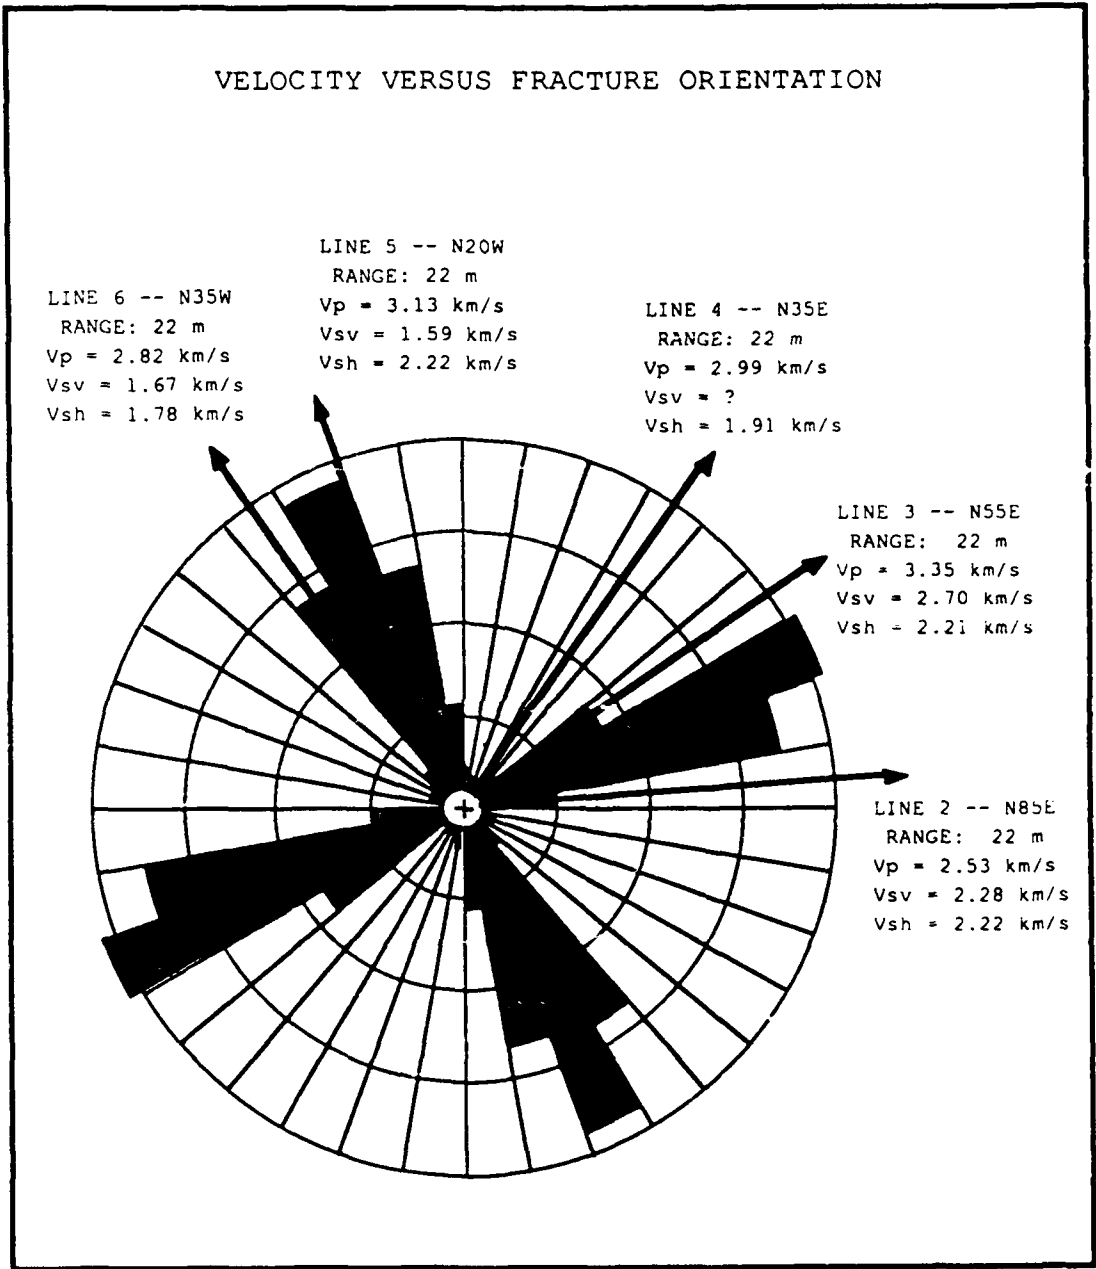 VELOCITY VERSUS FRACTURE ORIENTATION
LINE 5 -- N20W
RANGE: 22 m
Vp = 3.13 km/s
Vsv = 1.59 km/s
Vsh = 2.22 km/s
LINE 6 -- N35W
RANGE: 22 m
Vp = 2.82 km/s
Vsv = 1.67 km/s
Vsh = 1.78 km/s
LINE 4 -- N35E
RANGE: 22 m
Vp = 2.99 km/s
Vsv = ?
Vsh = 1.91 km/s
LINE 3 -- N55E
RANGE: 22 m
Vp = 3.35 km/s
Vsv = 2.70 km/s
Vsh = 2.21 km/s
LINE 2 -- N85E
RANGE: 22 m
Vp = 2.53 km/s
Vsv = 2.28 km/s
Vsh = 2.22 km/s